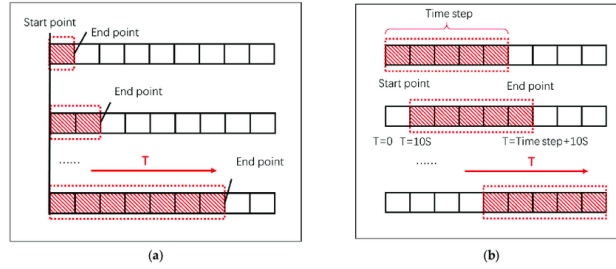 Start point
End point
End point
......
T
End point
(a)
Time step
Start point
End point
T=0 T=10S
T=Time step+10S
......
T
(b)